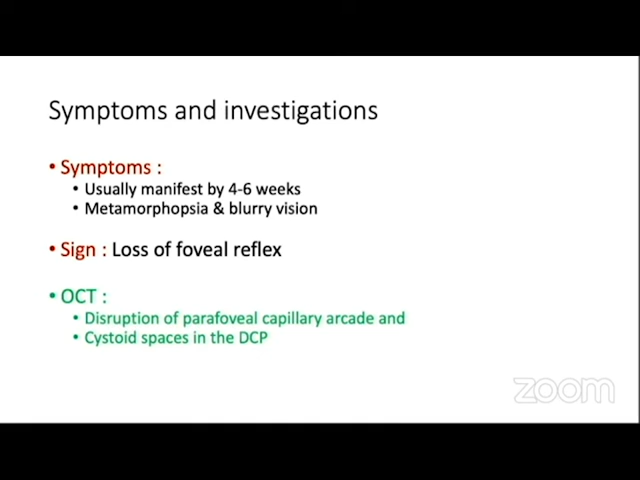 Symptoms and investigations
• Symptoms :
• Usually manifest by 4-6 weeks
• Metamorphopsia & blurry vision
• Sign : Loss of foveal reflex
• OCT :
• Disruption of parafoveal capillary arcade and
• Cystoid spaces in the DCP
zoom